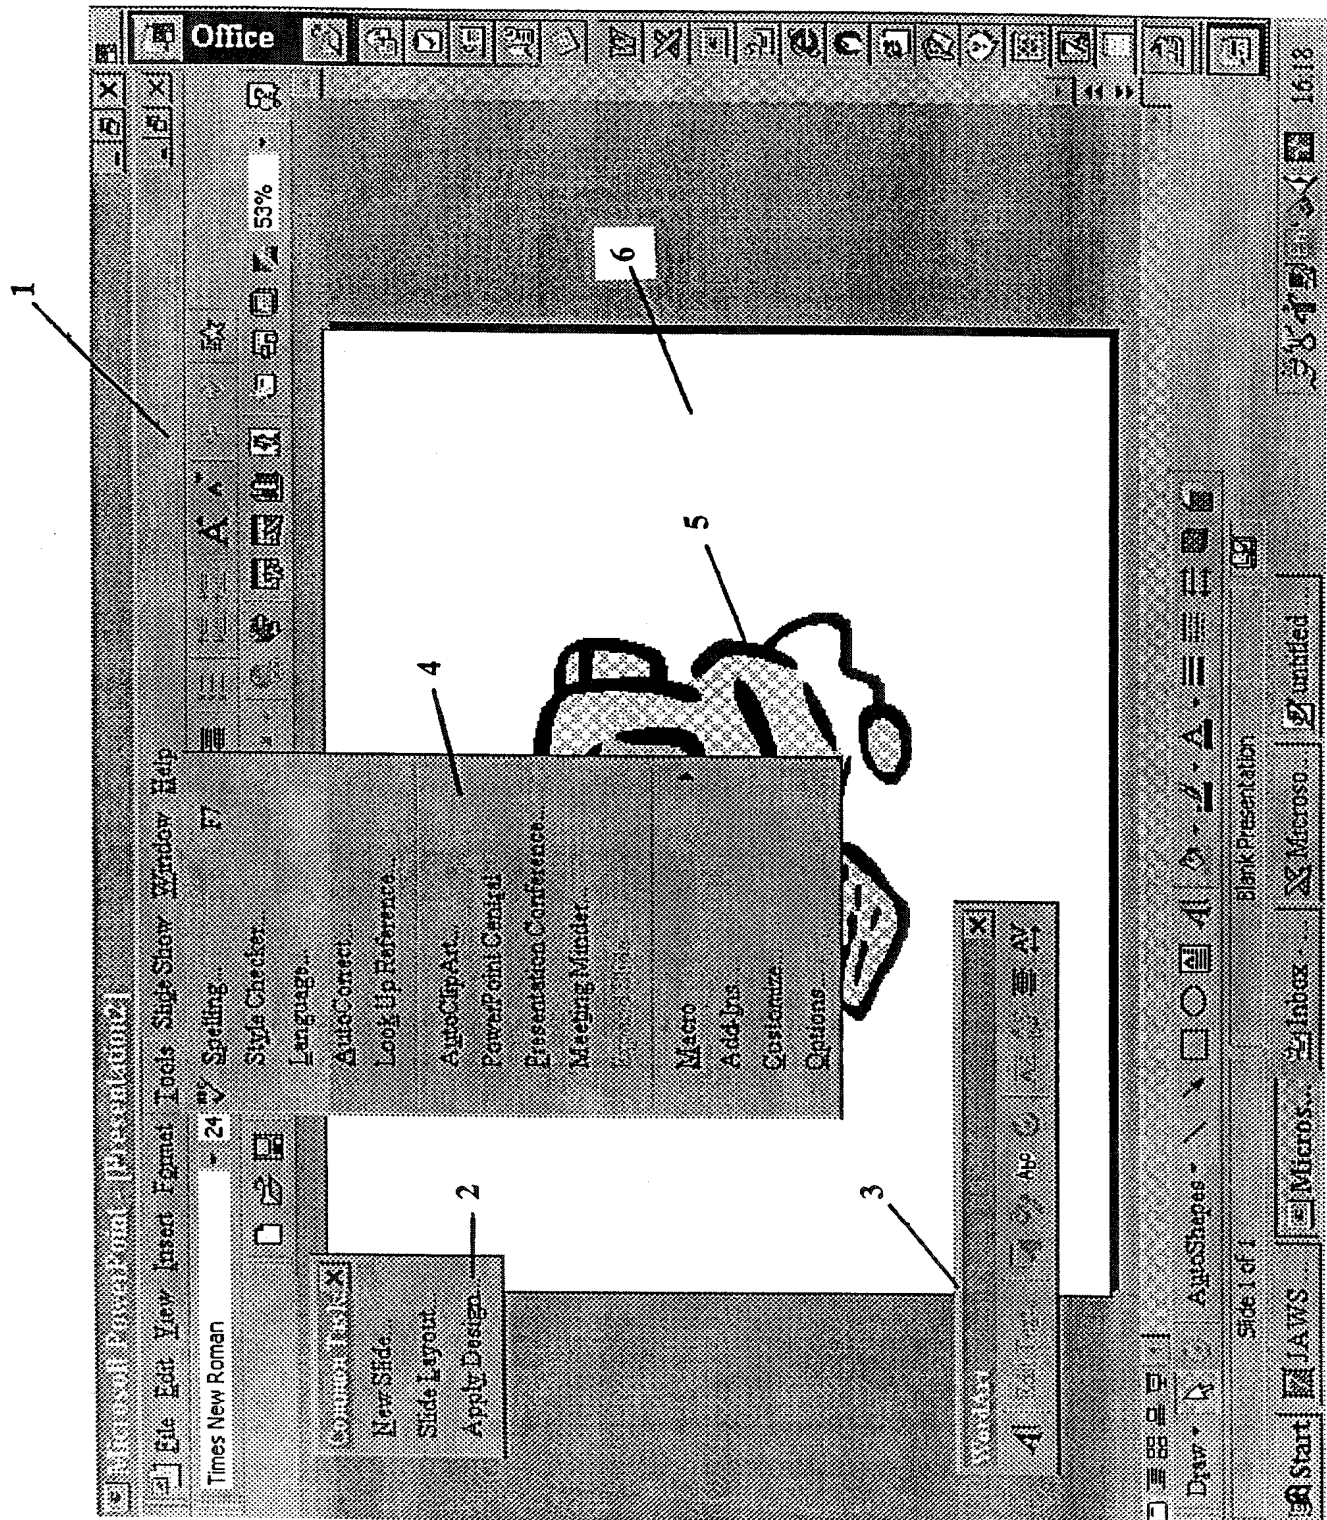 1
Microsoft PowerPoint - [Presentation2]
Office
File Edit View Insert Format Tools Slide Show Window Help
Times New Roman
24
53%
Spelling... F7
Style Checker...
Language...
AutoCorrect...
Look Up Reference...
AutoClipArt...
PowerPoint Central
Presentation Conference...
Meeting Minder...
Macro
Add-Ins...
Customize...
Options...
Common Tasks
New Slide...
Slide Layout...
Apply Design...
2
4
5
6
3
WordArt
Abc
AV
Draw
AutoShapes
Slide 1 of 1
Blank Presentation
Start
JAWS ...
Micros...
Inbox - ...
Microso...
untitled ...
16:13